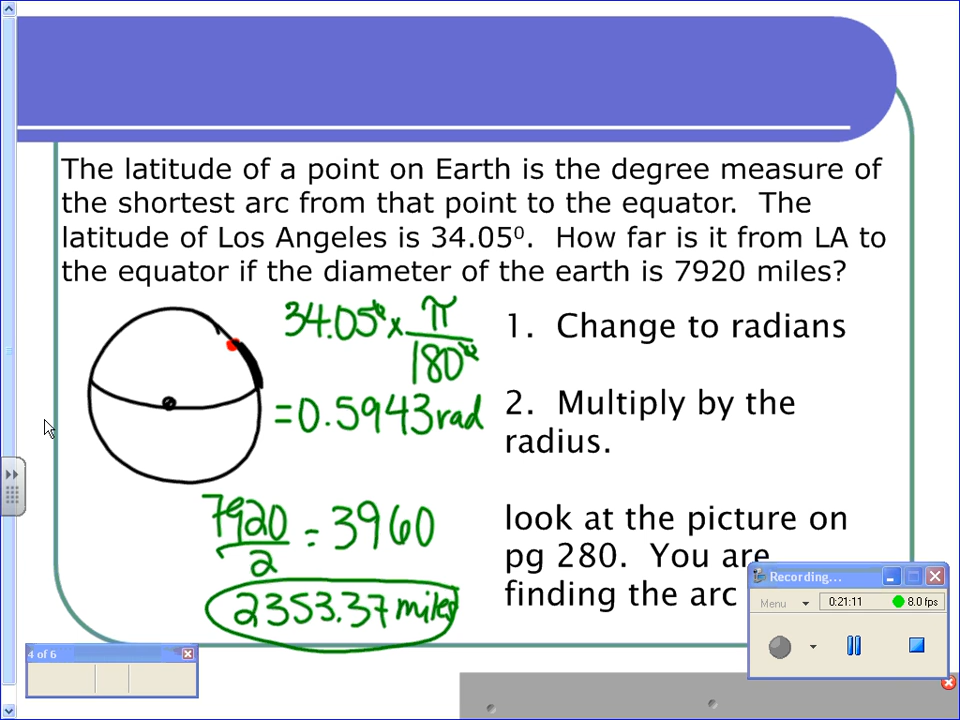 The latitude of a point on Earth is the degree measure of
the shortest arc from that point to the equator. The
latitude of Los Angeles is 34.05⁰. How far is it from LA to
the equator if the diameter of the earth is 7920 miles?
34.05° × π/180°
= 0.5943 rad
7920/2 = 3960
2353.37 miles
1. Change to radians
2. Multiply by the
radius.
look at the picture on
pg 280. You are
finding the arc
Recording...
Menu 0:21:11 8.0 fps
4 of 6